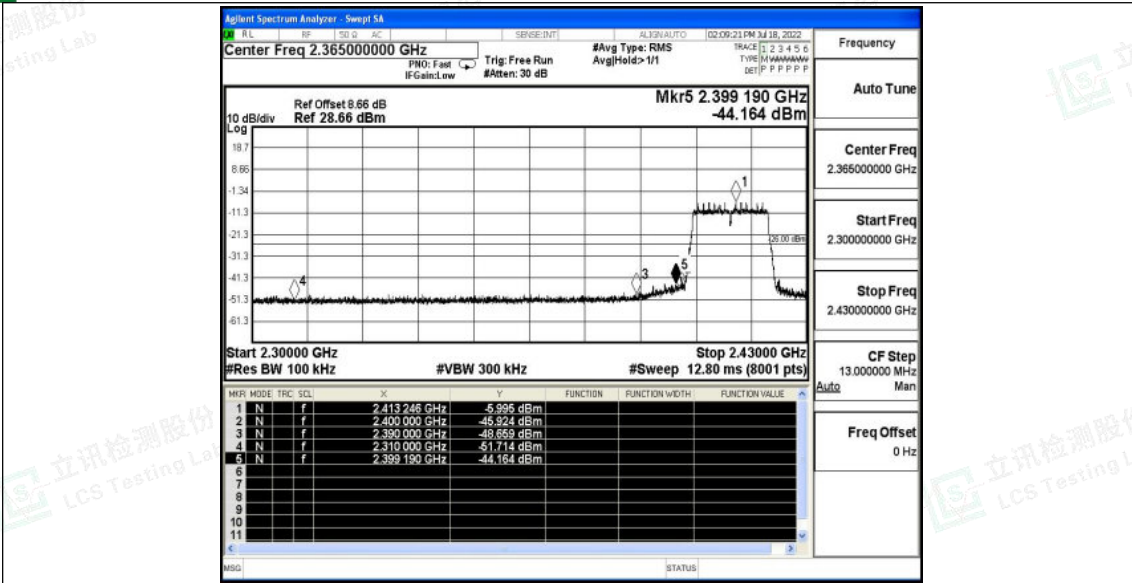 Agilent Spectrum Analyzer - Swept SA
RL RF 50 Ω AC SENSE:INT ALIGNAUTO 02:09:21 PM Jul 18, 2022
Center Freq 2.365000000 GHz
PNO: Fast
IFGain:Low
Trig: Free Run
#Atten: 30 dB
#Avg Type: RMS
Avg|Hold:>1/1
TRACE 1 2 3 4 5 6
TYPE M
DET P P P P P P
Ref Offset 8.66 dB
Ref 28.66 dBm
10 dB/div
Log
Mkr5 2.399 190 GHz
-44.164 dBm
18.7
8.66
-1.34
-11.3
-21.3
-31.3
-41.3
-51.3
-61.3
1
3
4
5
-26.00 dBm
Start 2.30000 GHz
Stop 2.43000 GHz
#Res BW 100 kHz
#VBW 300 kHz
#Sweep 12.80 ms (8001 pts)
MKR MODE TRC SCL X Y FUNCTION FUNCTION WIDTH FUNCTION VALUE
1 N f 2.413 246 GHz -5.995 dBm
2 N f 2.400 000 GHz -45.924 dBm
3 N f 2.390 000 GHz -48.659 dBm
4 N f 2.310 000 GHz -51.714 dBm
5 N f 2.399 190 GHz -44.164 dBm
6
7
8
9
10
11
MSG
STATUS
Frequency
Auto Tune
Center Freq
2.365000000 GHz
Start Freq
2.300000000 GHz
Stop Freq
2.430000000 GHz
CF Step
13.000000 MHz
Auto Man
Freq Offset
0 Hz
测股份
sting Lab
立讯检测股份
LCS Testing Lab
立讯检测股份
LCS Testing L